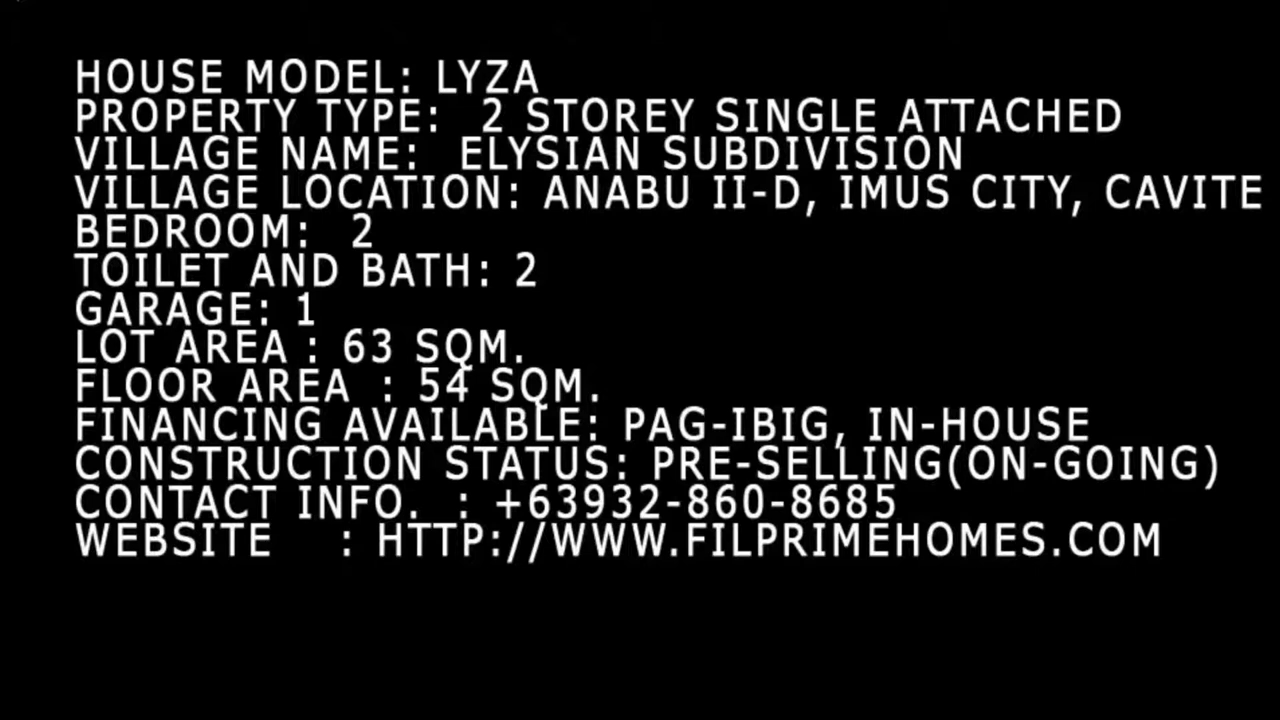 HOUSE MODEL: LYZA
PROPERTY TYPE: 2 STOREY SINGLE ATTACHED
VILLAGE NAME: ELYSIAN SUBDIVISION
VILLAGE LOCATION: ANABU II-D, IMUS CITY, CAVITE
BEDROOM: 2
TOILET AND BATH: 2
GARAGE: 1
LOT AREA : 63 SQM.
FLOOR AREA : 54 SQM.
FINANCING AVAILABLE: PAG-IBIG, IN-HOUSE
CONSTRUCTION STATUS: PRE-SELLING(ON-GOING)
CONTACT INFO. : +63932-860-8685
WEBSITE : HTTP://WWW.FILPRIMEHOMES.COM